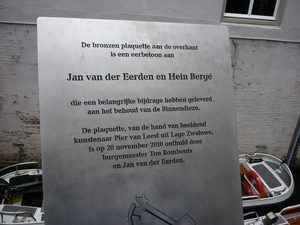 De bronzen plaquette aan de overkant
is een eerbetoon aan
Jan van der Eerden en Hein Bergé
die een belangrijke bijdrage hebben geleverd
aan het behoud van de Binnendieze.
De plaquette, van de hand van beeldend
kunstenaar Pier van Leest uit Lage Zwaluwe,
is op 20 november 2010 onthuld door
burgemeester Ton Rombouts
en Jan van der Eerden.